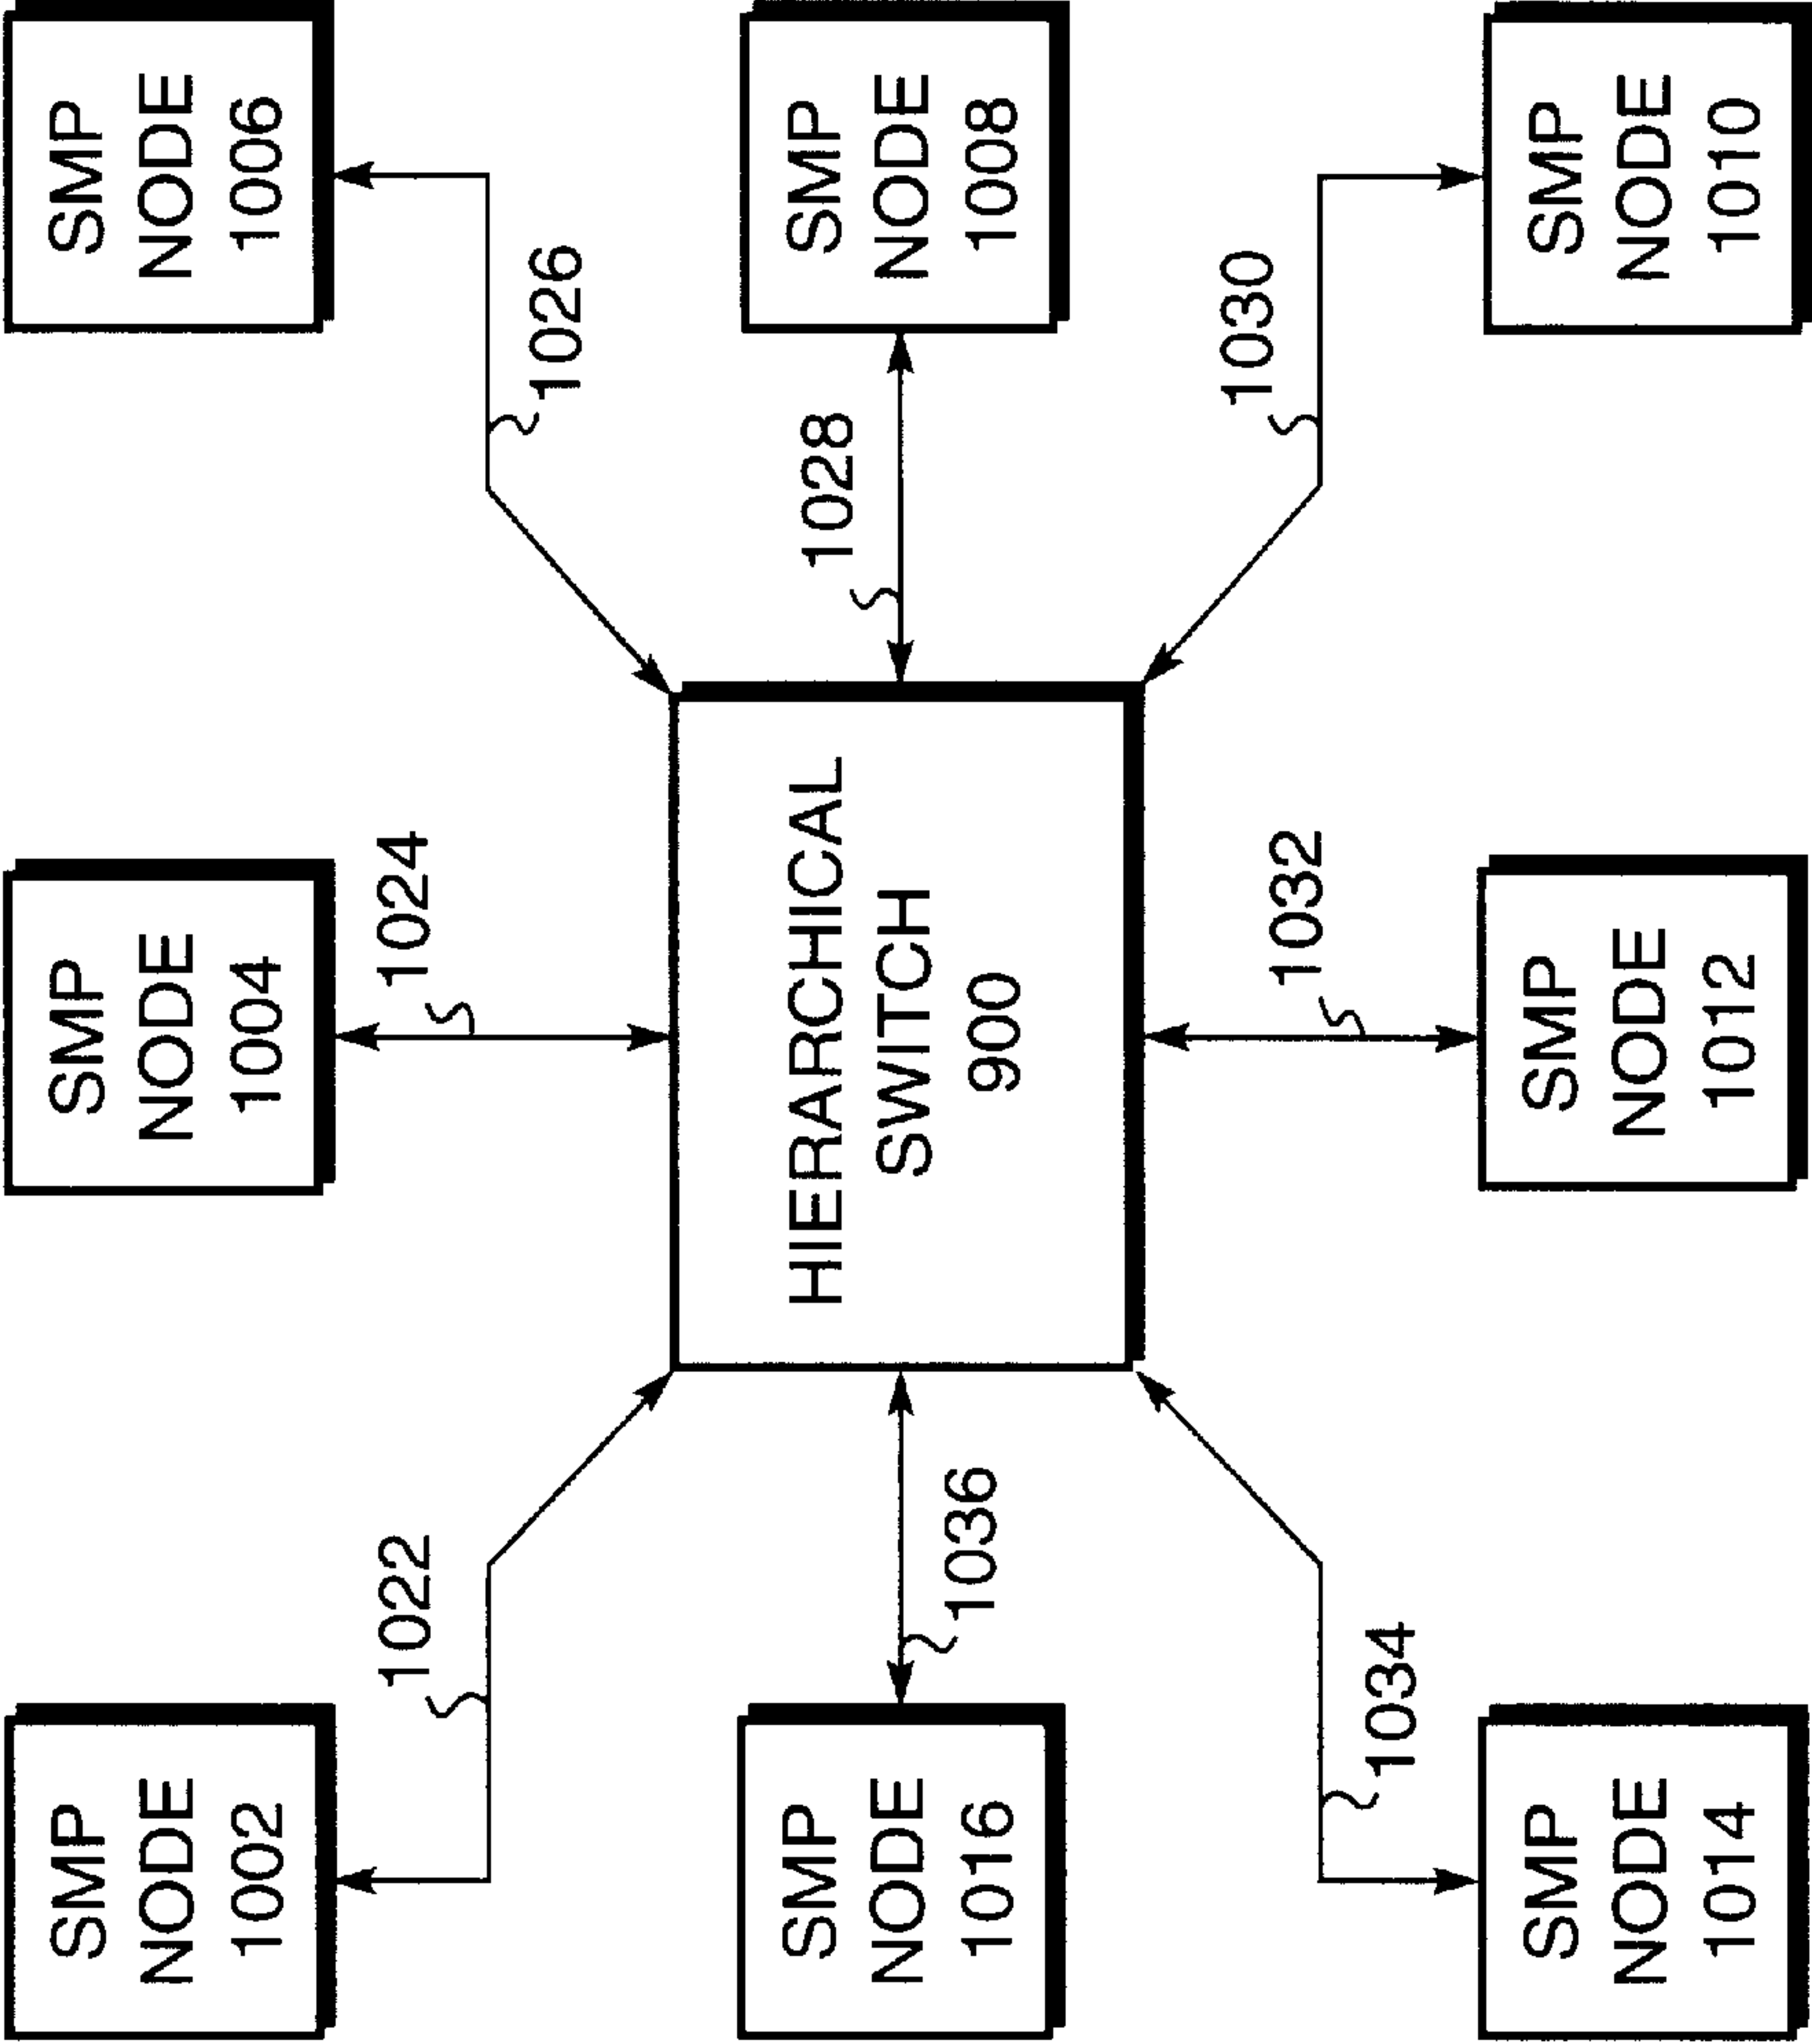 SMP
NODE
1002
SMP
NODE
1004
SMP
NODE
1006
1022
1024
1026
SMP
NODE
1016
1036
HIERARCHICAL
SWITCH
900
1028
SMP
NODE
1008
1034
1032
1030
SMP
NODE
1014
SMP
NODE
1012
SMP
NODE
1010